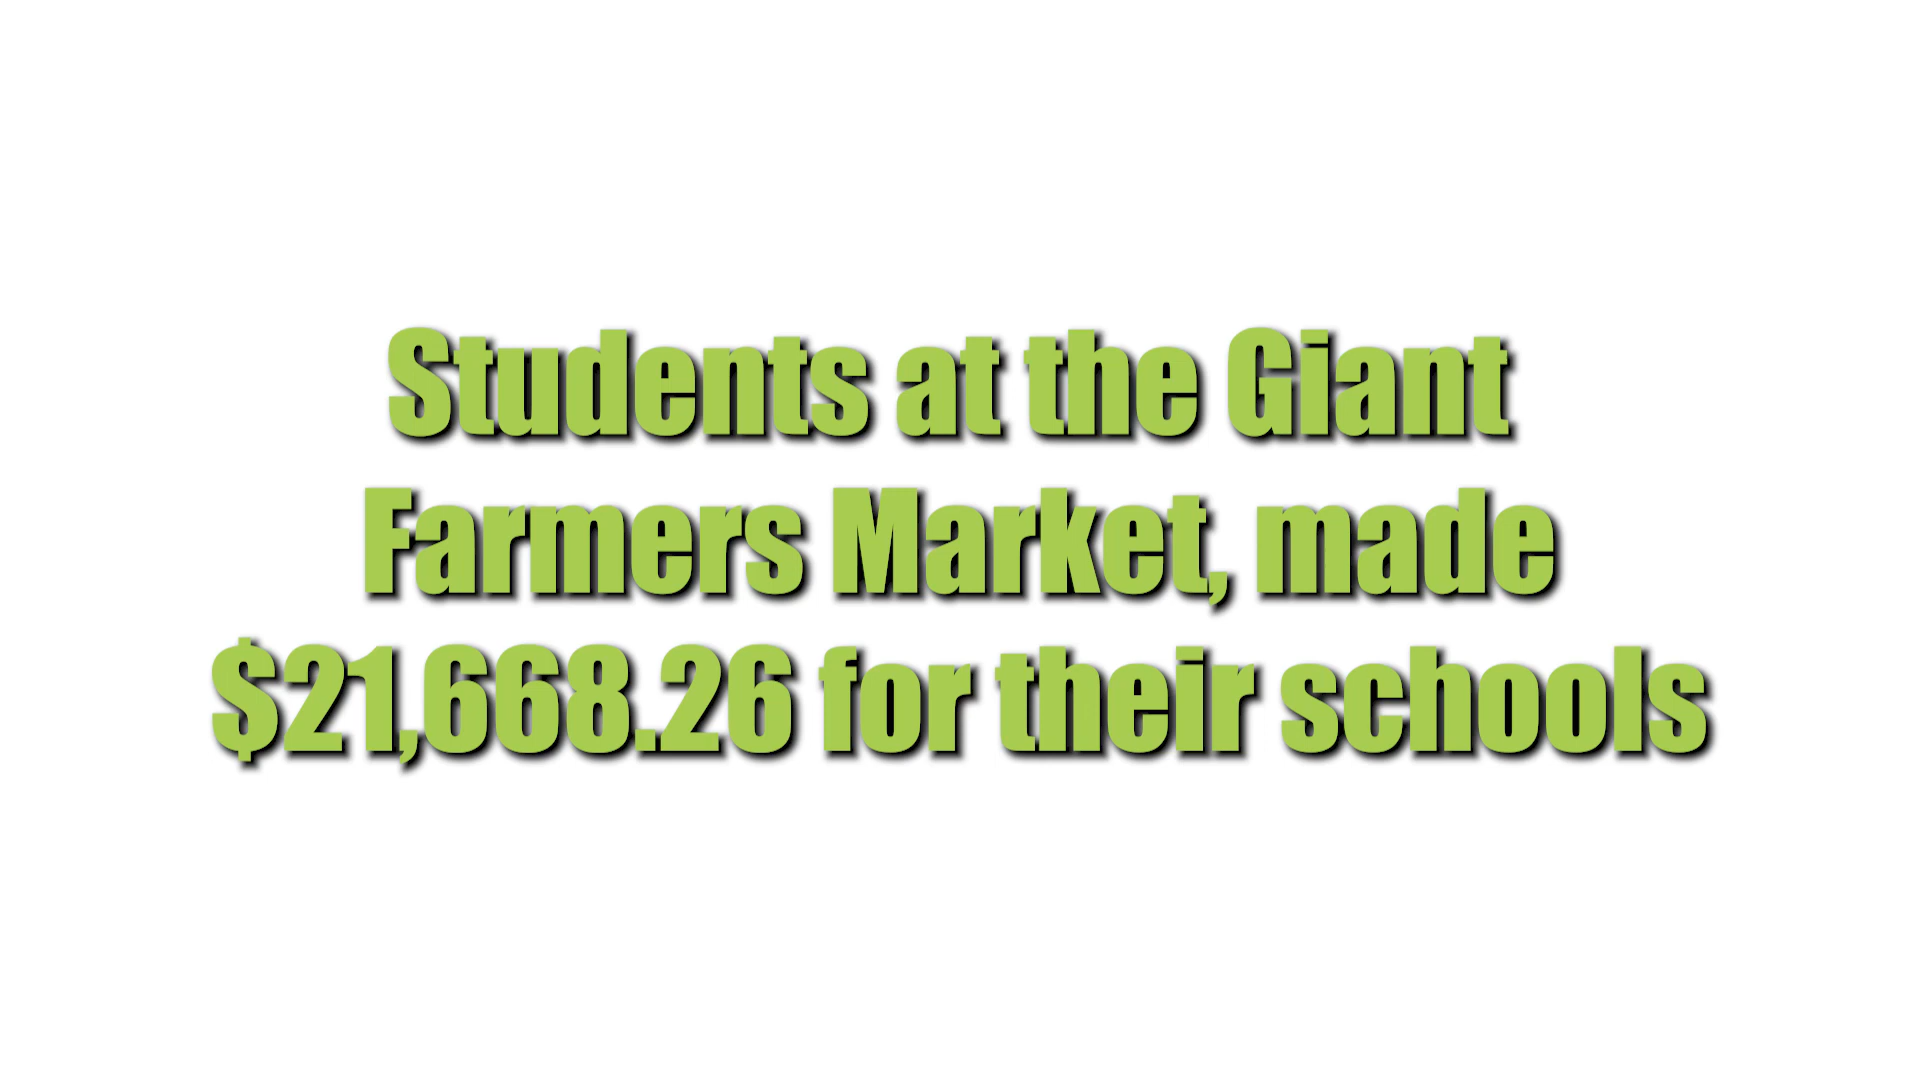 Students at the Giant
Farmers Market, made
$21,668.26 for their schools